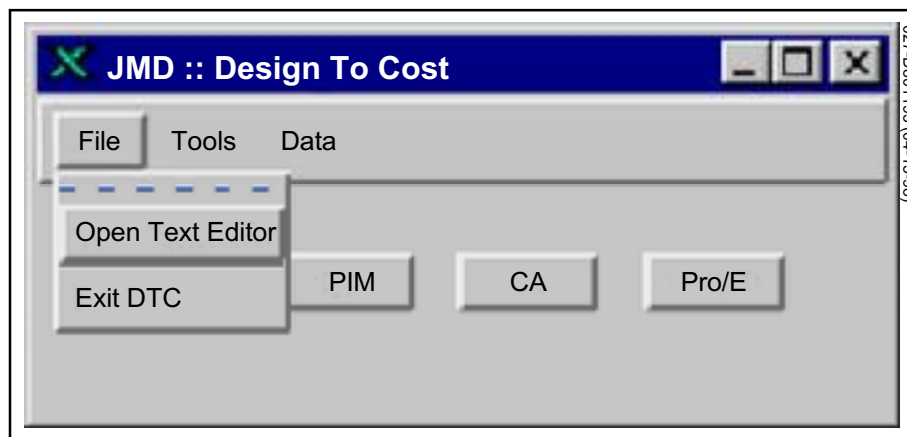 JMD :: Design To Cost
File Tools Data
Open Text Editor
Exit DTC
PIM CA Pro/E